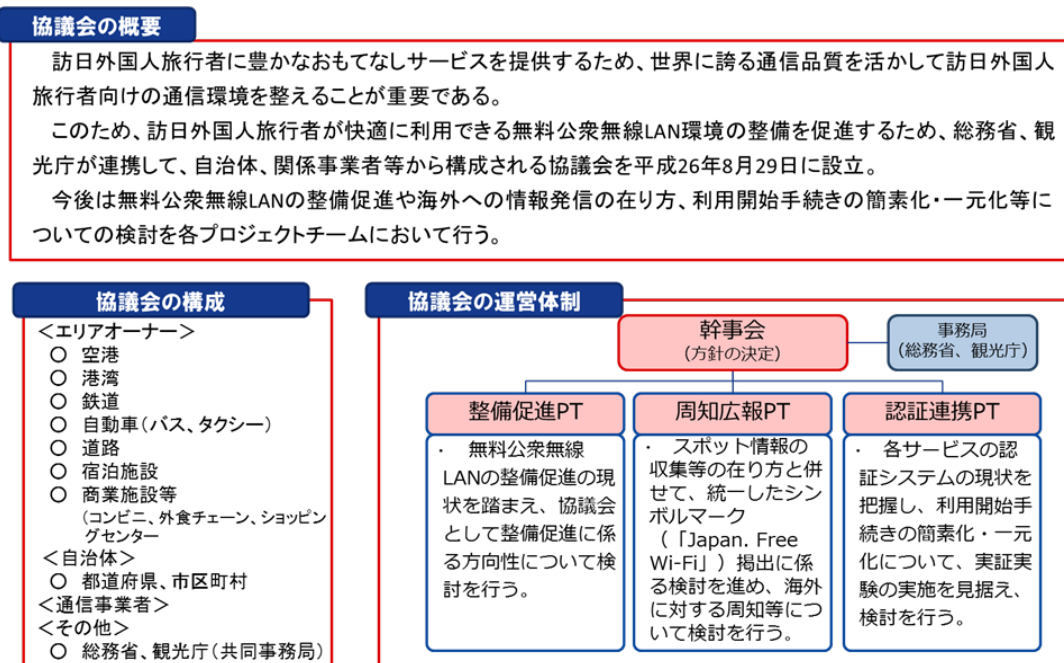 協議会の概要
訪日外国人旅行者に豊かなおもてなしサービスを提供するため、世界に誇る通信品質を活かして訪日外国人
旅行者向けの通信環境を整えることが重要である。
このため、訪日外国人旅行者が快適に利用できる無料公衆無線LAN環境の整備を促進するため、総務省、観
光庁が連携して、自治体、関係事業者等から構成される協議会を平成26年8月29日に設立。
今後は無料公衆無線LANの整備促進や海外への情報発信の在り方、利用開始手続きの簡素化・一元化等に
ついての検討を各プロジェクトチームにおいて行う。
協議会の構成
＜エリアオーナー＞
○ 空港
○ 港湾
○ 鉄道
○ 自動車（バス、タクシー）
○ 道路
○ 宿泊施設
○ 商業施設等
（コンビニ、外食チェーン、ショッピン
グセンター
＜自治体＞
○ 都道府県、市区町村
＜通信事業者＞
＜その他＞
○ 総務省、観光庁（共同事務局）
協議会の運営体制
幹事会
（方針の決定）
事務局
（総務省、観光庁）
整備促進PT
・ 無料公衆無線
LANの整備促進の現
状を踏まえ、協議会
として整備促進に係
る方向性について検
討を行う。
周知広報PT
・ スポット情報の
収集等の在り方と併
せて、統一したシン
ボルマーク
（「Japan. Free
Wi-Fi」）掲出に係
る検討を進め、海外
に対する周知等につ
いて検討を行う。
認証連携PT
・ 各サービスの認
証システムの現状を
把握し、利用開始手
続きの簡素化・一元
化について、実証実
験の実施を見据え、
検討を行う。